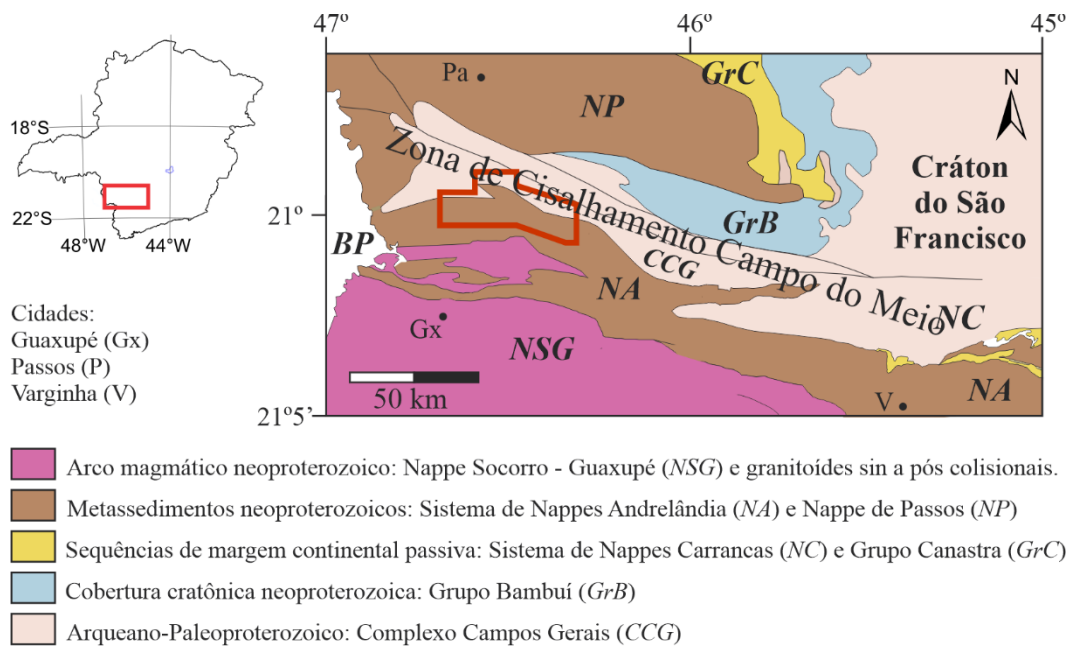 47º
46º
45º
Pa
GrC
N
NP
18°S
Zona de Cisalhamento Campo do Meio
Cráton
do São
Francisco
21º
22°S
GrB
48°W
44°W
BP
CCG
NA
NC
Cidades:
Guaxupé (Gx)
Passos (P)
Varginha (V)
Gx
NSG
NA
V
50 km
21º5'
Arco magmático neoproterozoico: Nappe Socorro - Guaxupé (NSG) e granitoídes sin a pós colisionais.
Metassedimentos neoproterozoicos: Sistema de Nappes Andrelândia (NA) e Nappe de Passos (NP)
Sequências de margem continental passiva: Sistema de Nappes Carrancas (NC) e Grupo Canastra (GrC)
Cobertura cratônica neoproterozoica: Grupo Bambuí (GrB)
Arqueano-Paleoproterozoico: Complexo Campos Gerais (CCG)